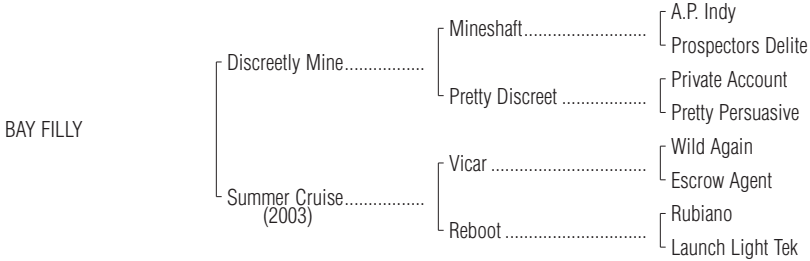 A.P. Indy
Mineshaft........................
Prospectors Delite
Discreetly Mine................
Private Account
Pretty Discreet ................
Pretty Persuasive
BAY FILLY
Wild Again
Vicar ..............................
Escrow Agent
Summer Cruise................
(2003)
Rubiano
Reboot ...........................
Launch Light Tek